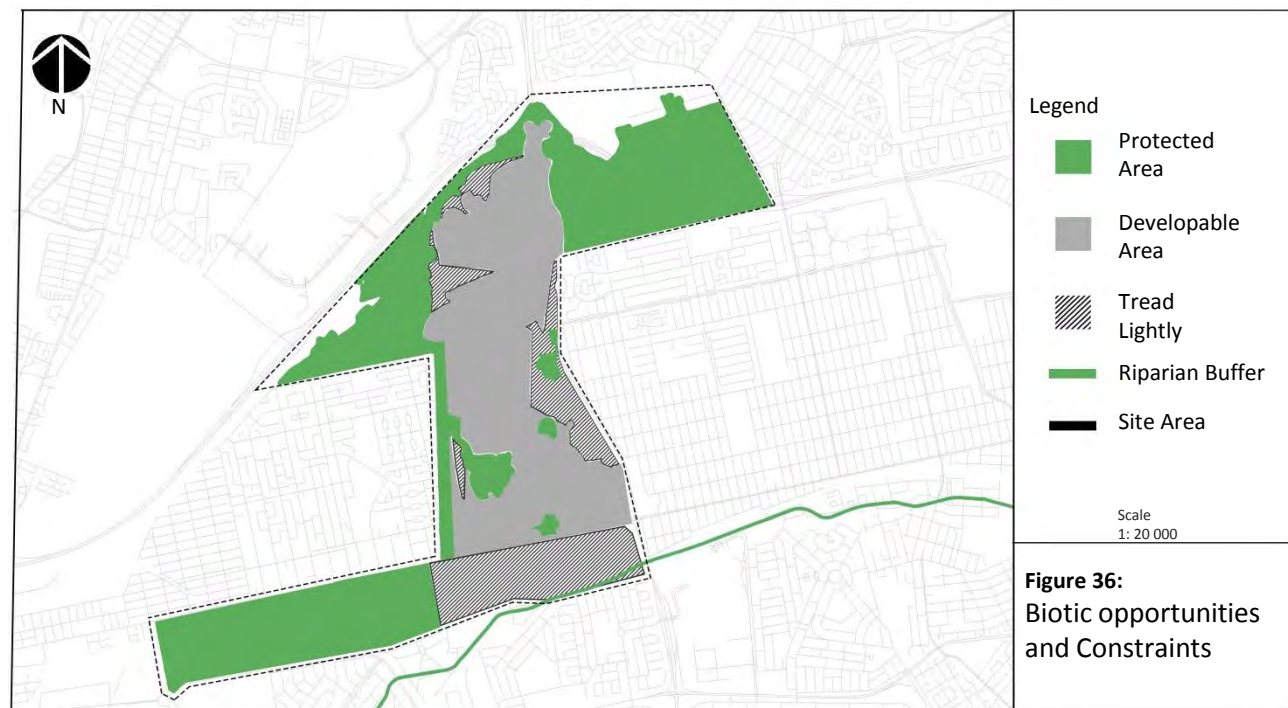 N
Legend
Protected
Area
Developable
Area
Tread
Lightly
Riparian Buffer
Site Area
Scale
1: 20 000
Figure 36:
Biotic opportunities
and Constraints